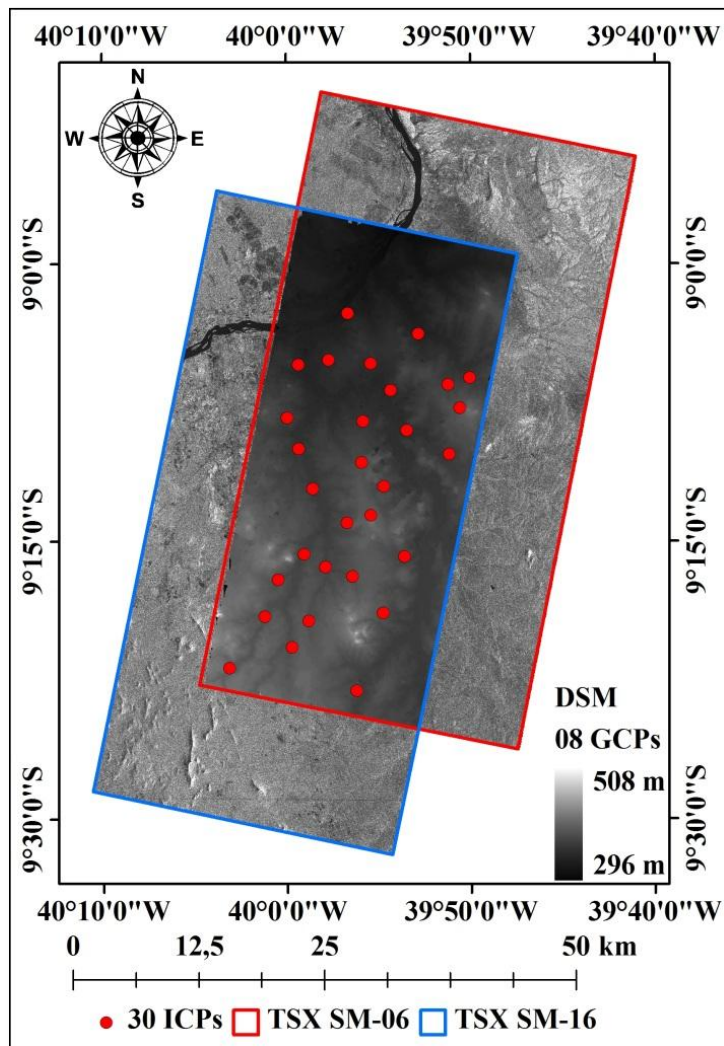 40°10'0"W 40°0'0"W 39°50'0"W 39°40'0"W
N
W E
S
9°0'0"S 9°0'0"S
9°15'0"S 9°15'0"S
DSM
08 GCPs
508 m
296 m
9°30'0"S 9°30'0"S
40°10'0"W 40°0'0"W 39°50'0"W 39°40'0"W
0 12,5 25 50 km
30 ICPs TSX SM-06 TSX SM-16